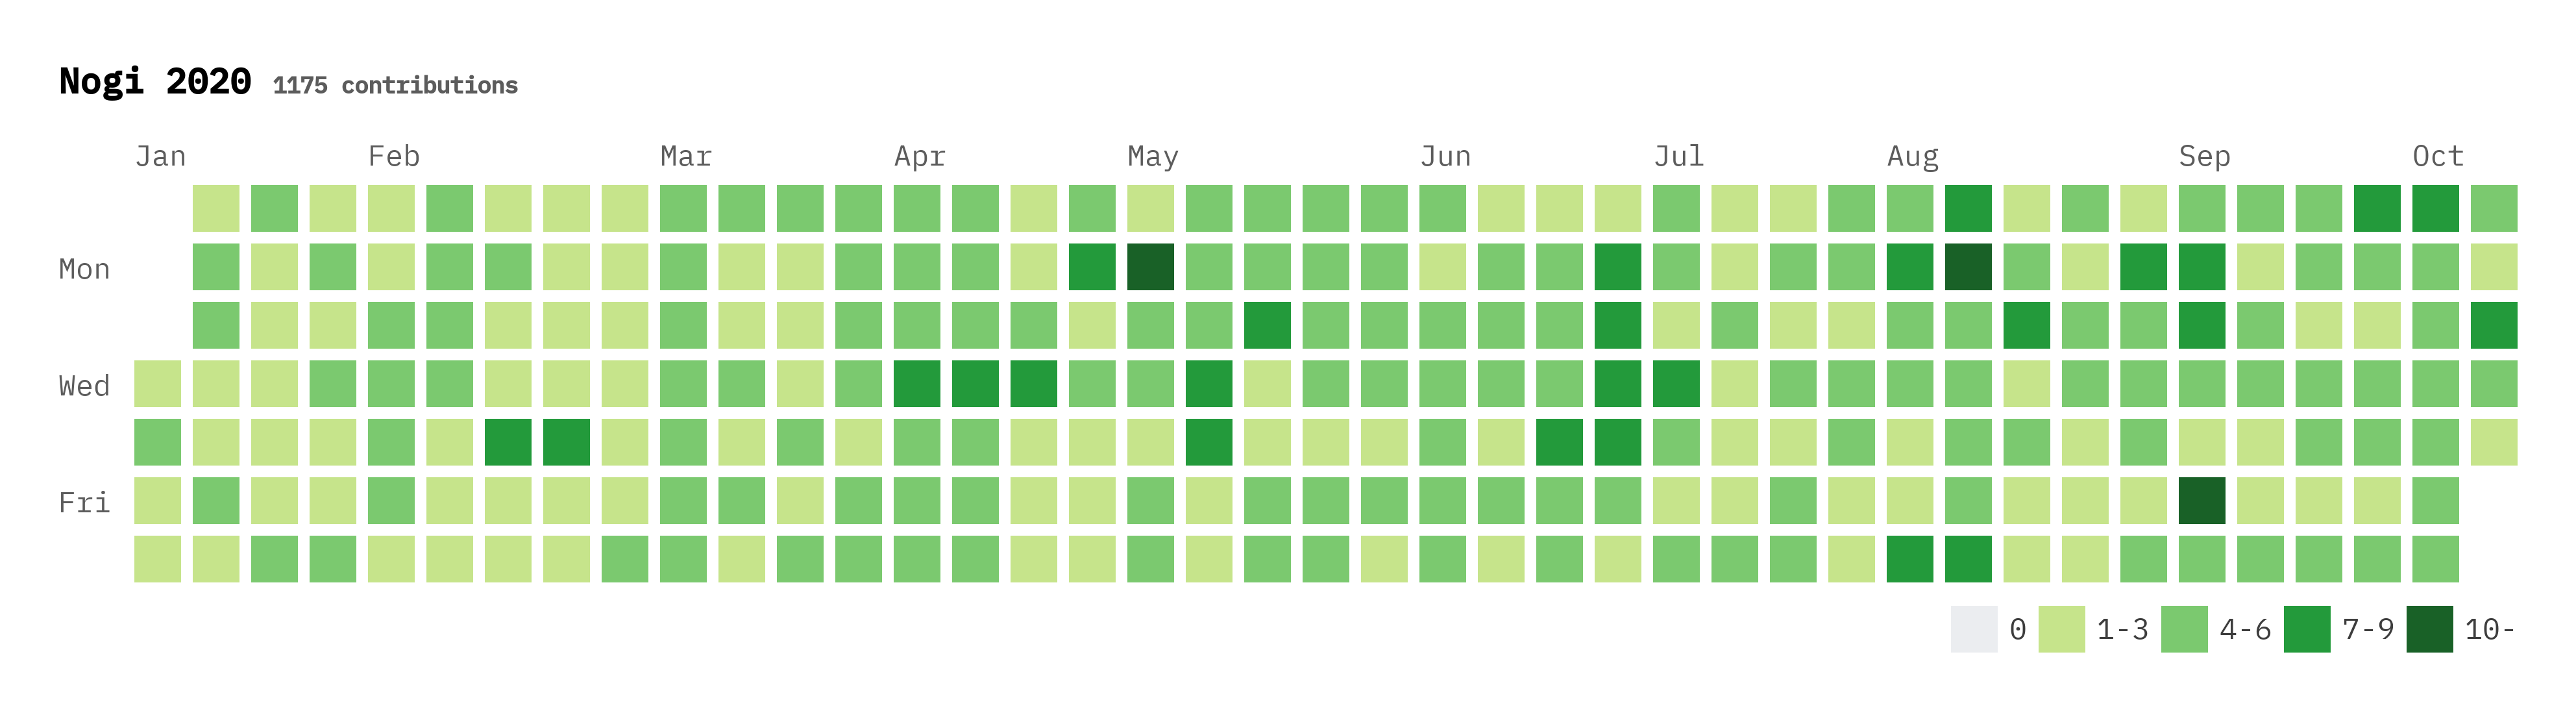 Nogi 2020 1175 contributions
Jan Feb Mar Apr May Jun Jul Aug Sep Oct
Mon
Wed
Fri
0 1-3 4-6 7-9 10-